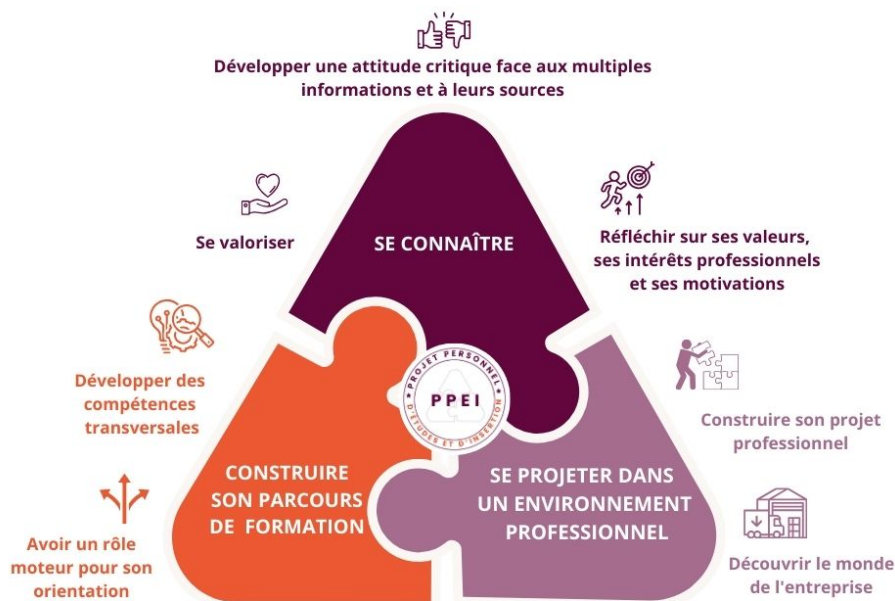 Développer une attitude critique face aux multiples
informations et à leurs sources
Se valoriser
SE CONNAÎTRE
Réfléchir sur ses valeurs,
ses intérêts professionnels
et ses motivations
Développer des
compétences
transversales
PROJET PERSONNEL
PPEI
D'ÉTUDES ET D'INSERTION
Construire son projet
professionnel
CONSTRUIRE
SON PARCOURS
DE FORMATION
SE PROJETER DANS
UN ENVIRONNEMENT
PROFESSIONNEL
Avoir un rôle
moteur pour son
orientation
Découvrir le monde
de l'entreprise